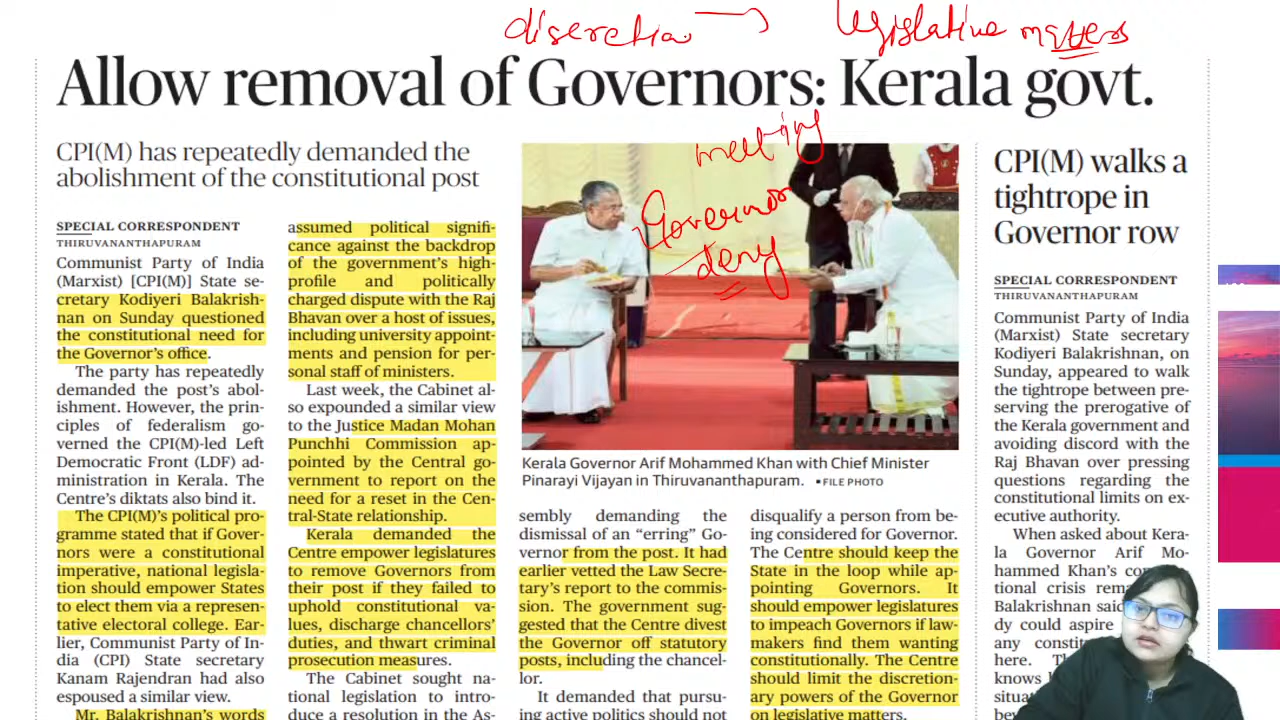 discretion → legislative matters
Allow removal of Governors: Kerala govt.
CPI(M) has repeatedly demanded the
abolishment of the constitutional post
SPECIAL CORRESPONDENT
THIRUVANANTHAPURAM
Communist Party of India
(Marxist) [CPI(M)] State se-
cretary Kodiyeri Balakrish-
nan on Sunday questioned
the constitutional need for
the Governor's office.
The party has repeatedly
demanded the post's abol-
ishment. However, the prin-
ciples of federalism go-
verned the CPI(M)-led Left
Democratic Front (LDF) ad-
ministration in Kerala. The
Centre's diktats also bind it.
The CPI(M)'s political pro-
gramme stated that if Gover-
nors were a constitutional
imperative, national legisla-
tion should empower States
to elect them via a represen-
tative electoral college. Ear-
lier, Communist Party of In-
dia (CPI) State secretary
Kanam Rajendran had also
espoused a similar view.
Mr. Balakrishnan's words
assumed political signifi-
cance against the backdrop
of the government's high-
profile and politically
charged dispute with the Raj
Bhavan over a host of issues,
including university appoint-
ments and pension for per-
sonal staff of ministers.
Last week, the Cabinet al-
so expounded a similar view
to the Justice Madan Mohan
Punchhi Commission ap-
pointed by the Central go-
vernment to report on the
need for a reset in the Cen-
tral-State relationship.
Kerala demanded the
Centre empower legislatures
to remove Governors from
their post if they failed to
uphold constitutional va-
lues, discharge chancellors'
duties, and thwart criminal
prosecution measures.
The Cabinet sought na-
tional legislation to intro-
duce a resolution in the As-
meeting
Governor
deny
Kerala Governor Arif Mohammed Khan with Chief Minister
Pinarayi Vijayan in Thiruvananthapuram. ▪ FILE PHOTO
sembly demanding the
dismissal of an "erring" Go-
vernor from the post. It had
earlier vetted the Law Secre-
tary's report to the commis-
sion. The government sug-
gested that the Centre divest
the Governor off statutory
posts, including the chancel-
lor.
It demanded that pursu-
ing active politics should not
disqualify a person from be-
ing considered for Governor.
The Centre should keep the
State in the loop while ap-
pointing Governors. It
should empower legislatures
to impeach Governors if law-
makers find them wanting
constitutionally. The Centre
should limit the discretion-
ary powers of the Governor
on legislative matters.
CPI(M) walks a
tightrope in
Governor row
SPECIAL CORRESPONDENT
THIRUVANANTHAPURAM
Communist Party of India
(Marxist) State secretary
Kodiyeri Balakrishnan, on
Sunday, appeared to walk
the tightrope between pre-
serving the prerogative of
the Kerala government and
avoiding discord with the
Raj Bhavan over pressing
questions regarding the
constitutional limits on ex-
ecutive authority.
When asked about Kera-
la Governor Arif Mo-
hammed Khan's
tional crisis
Balakrishnan
dy could aspire
any
here.
knows